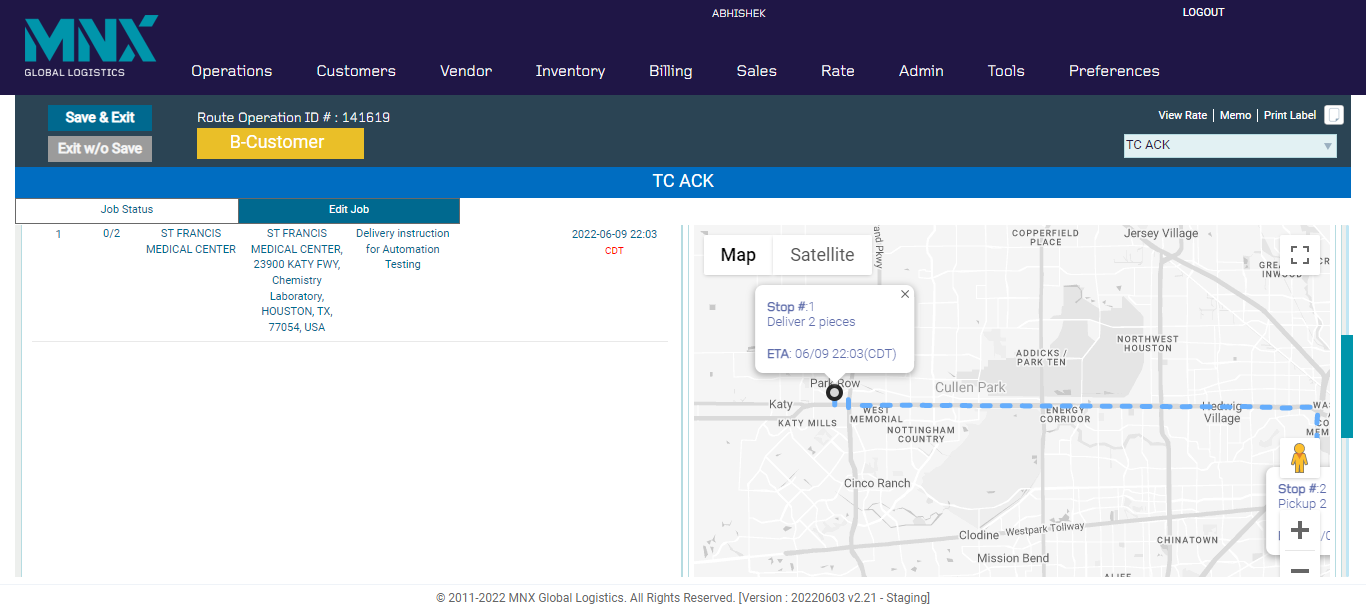 ABHISHEK
LOGOUT
MNX
GLOBAL LOGISTICS
Operations Customers Vendor Inventory Billing Sales Rate Admin Tools Preferences
Save & Exit
Exit w/o Save
Route Operation ID # : 141619
B-Customer
View Rate | Memo | Print Label
TC ACK
TC ACK
Job Status
Edit Job
1
0/2
ST FRANCIS
MEDICAL CENTER
ST FRANCIS
MEDICAL CENTER,
23900 KATY FWY,
Chemistry
Laboratory,
HOUSTON, TX,
77054, USA
Delivery instruction
for Automation
Testing
2022-06-09 22:03
CDT
Map
Satellite
and Pkwy
COPPERFIELD
PLACE
Jersey Village
Stop #:1
Deliver 2 pieces
ETA: 06/09 22:03(CDT)
NORTHWEST
HOUSTON
ADDICKS /
PARK TEN
Park Row
Cullen Park
Katy
WEST
MEMORIAL
ENERGY
CORRIDOR
Hedwig
Village
KATY MILLS
NOTTINGHAM
COUNTRY
Cinco Ranch
Stop #:2
Pickup 2
Clodine
Westpark Tollway
CHINATOWN
Mission Bend
© 2011-2022 MNX Global Logistics. All Rights Reserved. [Version : 20220603 v2.21 - Staging]